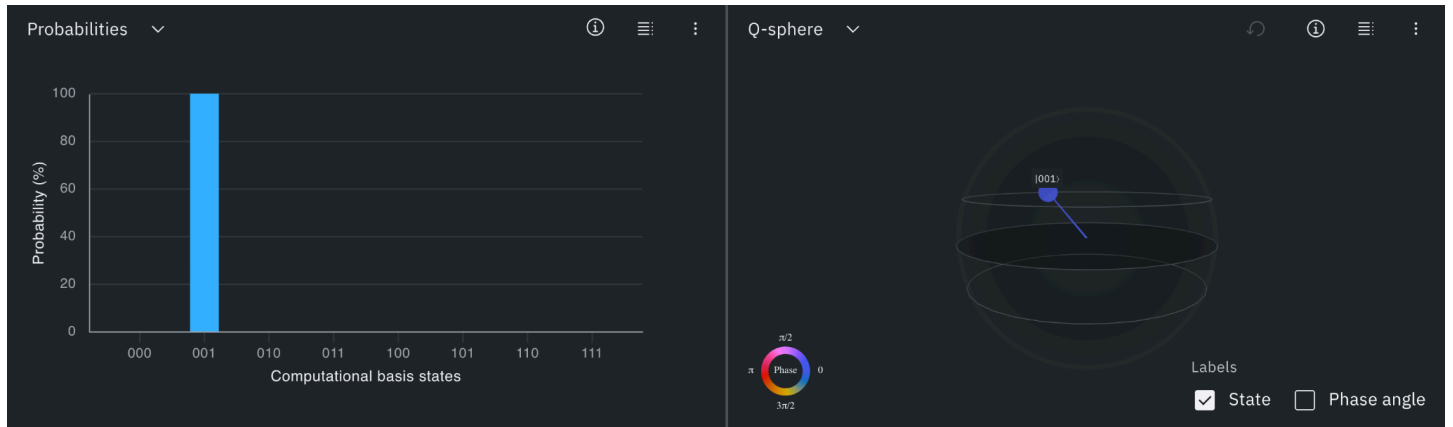 Probabilities
Probability (%)
100
80
60
40
20
0
000 001 010 011 100 101 110 111
Computational basis states
Q-sphere
|001⟩
π/2
π Phase 0
3π/2
Labels
State Phase angle